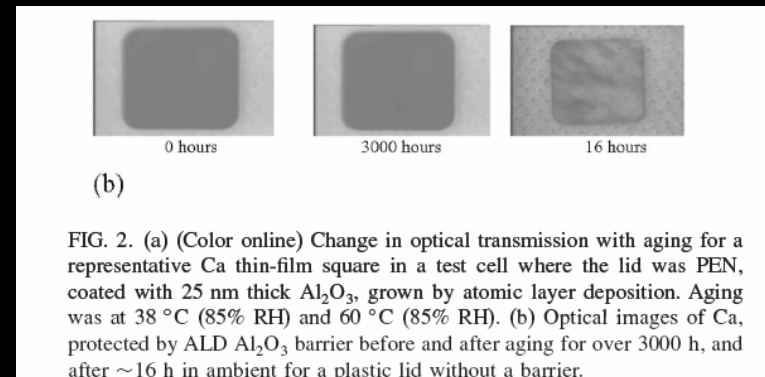 0 hours
3000 hours
16 hours
(b)
FIG. 2. (a) (Color online) Change in optical transmission with aging for a
representative Ca thin-film square in a test cell where the lid was PEN,
coated with 25 nm thick Al₂O₃, grown by atomic layer deposition. Aging
was at 38 °C (85% RH) and 60 °C (85% RH). (b) Optical images of Ca,
protected by ALD Al₂O₃ barrier before and after aging for over 3000 h, and
after ~16 h in ambient for a plastic lid without a barrier.